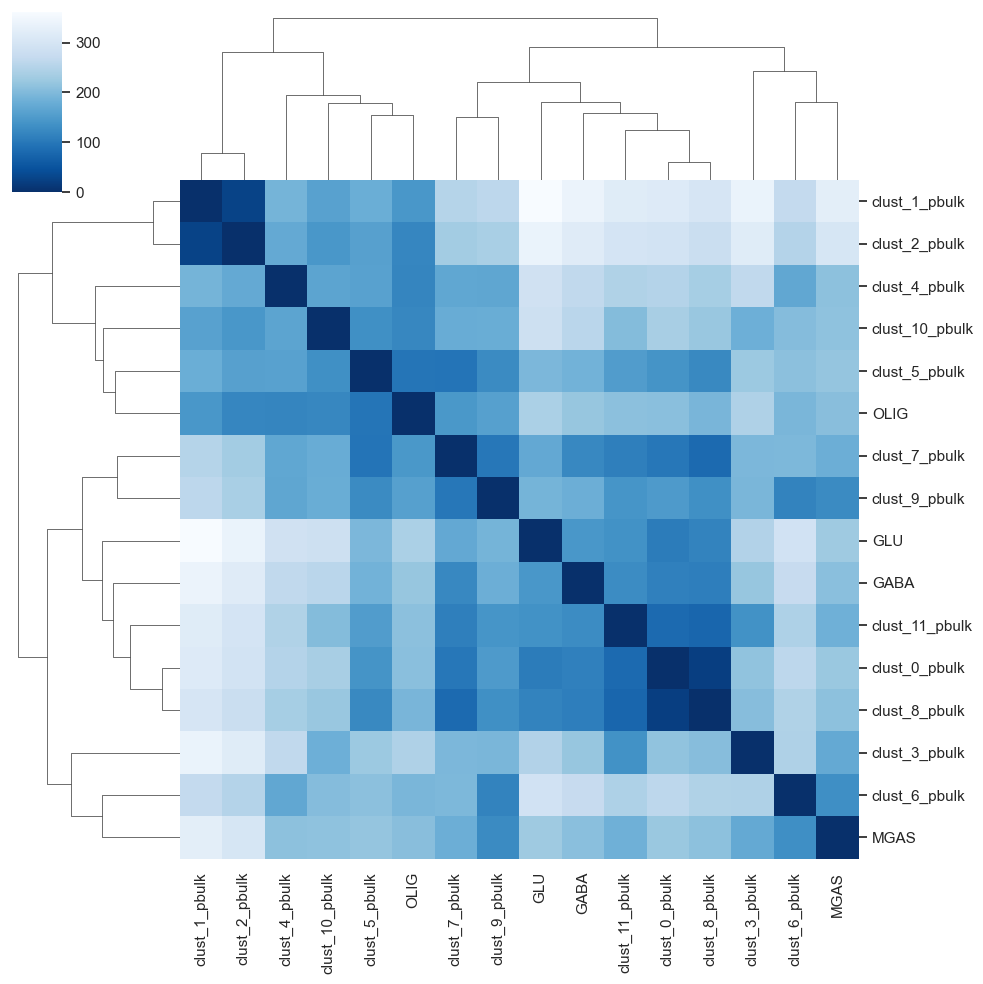 300
200
100
0
clust_1_pbulk
clust_2_pbulk
clust_4_pbulk
clust_10_pbulk
clust_5_pbulk
OLIG
clust_7_pbulk
clust_9_pbulk
GLU
GABA
clust_11_pbulk
clust_0_pbulk
clust_8_pbulk
clust_3_pbulk
clust_6_pbulk
MGAS
clust_1_pbulk
clust_2_pbulk
clust_4_pbulk
clust_10_pbulk
clust_5_pbulk
OLIG
clust_7_pbulk
clust_9_pbulk
GLU
GABA
clust_11_pbulk
clust_0_pbulk
clust_8_pbulk
clust_3_pbulk
clust_6_pbulk
MGAS